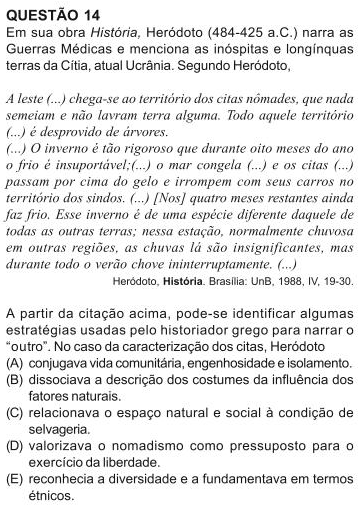 QUESTÃO 14
Em sua obra História, Heródoto (484-425 a.C.) narra as
Guerras Médicas e menciona as inóspitas e longínquas
terras da Cítia, atual Ucrânia. Segundo Heródoto,
A leste (...) chega-se ao território dos citas nômades, que nada
semeiam e não lavram terra alguma. Todo aquele território
(...) é desprovido de árvores.
(...) O inverno é tão rigoroso que durante oito meses do ano
o frio é insuportável;(...) o mar congela (...) e os citas (...)
passam por cima do gelo e irrompem com seus carros no
território dos sindos. (...) [Nos] quatro meses restantes ainda
faz frio. Esse inverno é de uma espécie diferente daquele de
todas as outras terras; nessa estação, normalmente chuvosa
em outras regiões, as chuvas lá são insignificantes, mas
durante todo o verão chove ininterruptamente. (...)
Heródoto, História. Brasília: UnB, 1988, IV, 19-30.
A partir da citação acima, pode-se identificar algumas
estratégias usadas pelo historiador grego para narrar o
“outro”. No caso da caracterização dos citas, Heródoto
(A) conjugava vida comunitária, engenhosidade e isolamento.
(B) dissociava a descrição dos costumes da influência dos
fatores naturais.
(C) relacionava o espaço natural e social à condição de
selvageria.
(D) valorizava o nomadismo como pressuposto para o
exercício da liberdade.
(E) reconhecia a diversidade e a fundamentava em termos
étnicos.